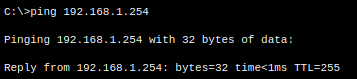 C:\>ping 192.168.1.254
Pinging 192.168.1.254 with 32 bytes of data:
Reply from 192.168.1.254: bytes=32 time<1ms TTL=255